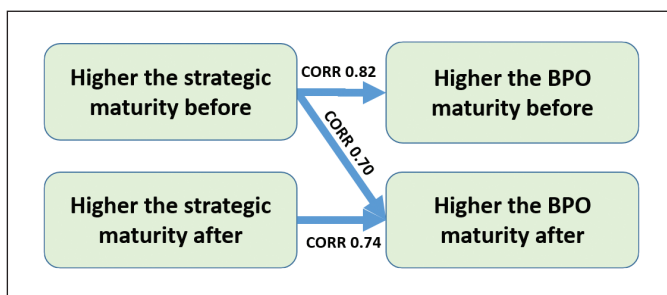 Higher the strategic
maturity before
CORR 0.82
Higher the BPO
maturity before
CORR 0.70
Higher the strategic
maturity after
CORR 0.74
Higher the BPO
maturity after